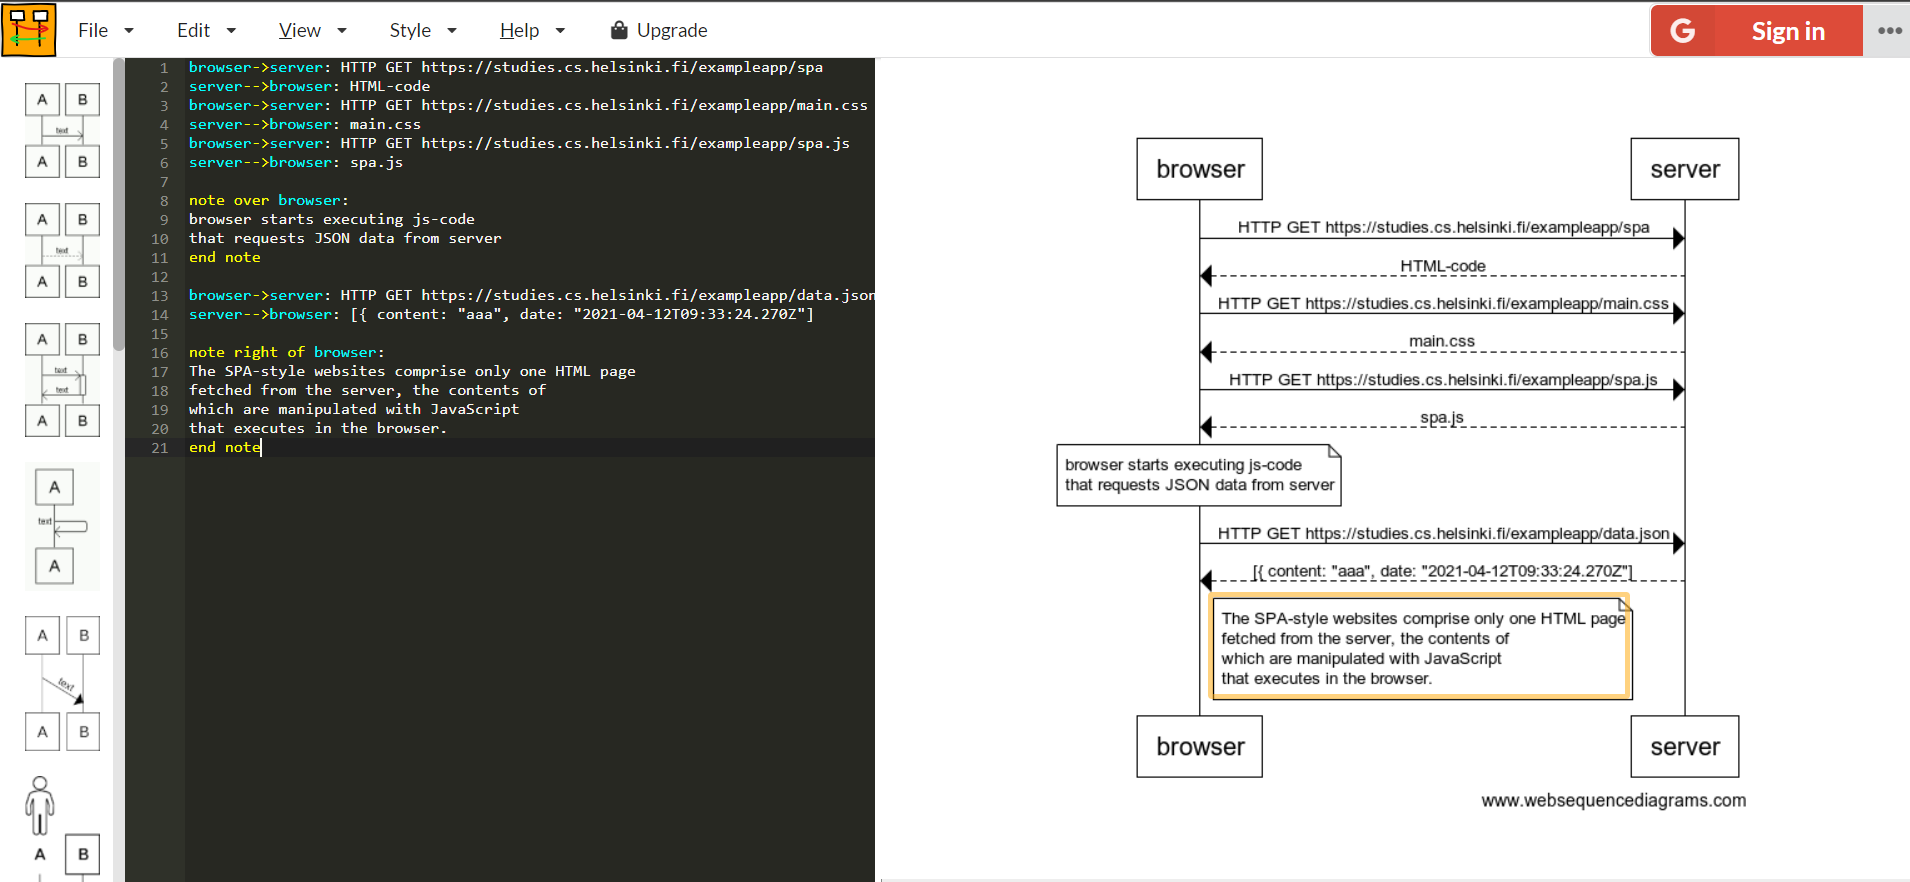 File
Edit
View
Style
Help
Upgrade
G Sign in
A B
text
A B
A B
text
A B
A B
text
text
A B
A
text
A
A B
text
A B
A B
1 browser->server: HTTP GET https://studies.cs.helsinki.fi/exampleapp/spa
2 server-->browser: HTML-code
3 browser->server: HTTP GET https://studies.cs.helsinki.fi/exampleapp/main.css
4 server-->browser: main.css
5 browser->server: HTTP GET https://studies.cs.helsinki.fi/exampleapp/spa.js
6 server-->browser: spa.js
7
8 note over browser:
9 browser starts executing js-code
10 that requests JSON data from server
11 end note
12
13 browser->server: HTTP GET https://studies.cs.helsinki.fi/exampleapp/data.json
14 server-->browser: [{ content: "aaa", date: "2021-04-12T09:33:24.270Z"]
15
16 note right of browser:
17 The SPA-style websites comprise only one HTML page
18 fetched from the server, the contents of
19 which are manipulated with JavaScript
20 that executes in the browser.
21 end note
browser server
HTTP GET https://studies.cs.helsinki.fi/exampleapp/spa
HTML-code
HTTP GET https://studies.cs.helsinki.fi/exampleapp/main.css
main.css
HTTP GET https://studies.cs.helsinki.fi/exampleapp/spa.js
spa.js
browser starts executing js-code
that requests JSON data from server
HTTP GET https://studies.cs.helsinki.fi/exampleapp/data.json
[{ content: "aaa", date: "2021-04-12T09:33:24.270Z"]
The SPA-style websites comprise only one HTML page
fetched from the server, the contents of
which are manipulated with JavaScript
that executes in the browser.
browser server
www.websequencediagrams.com